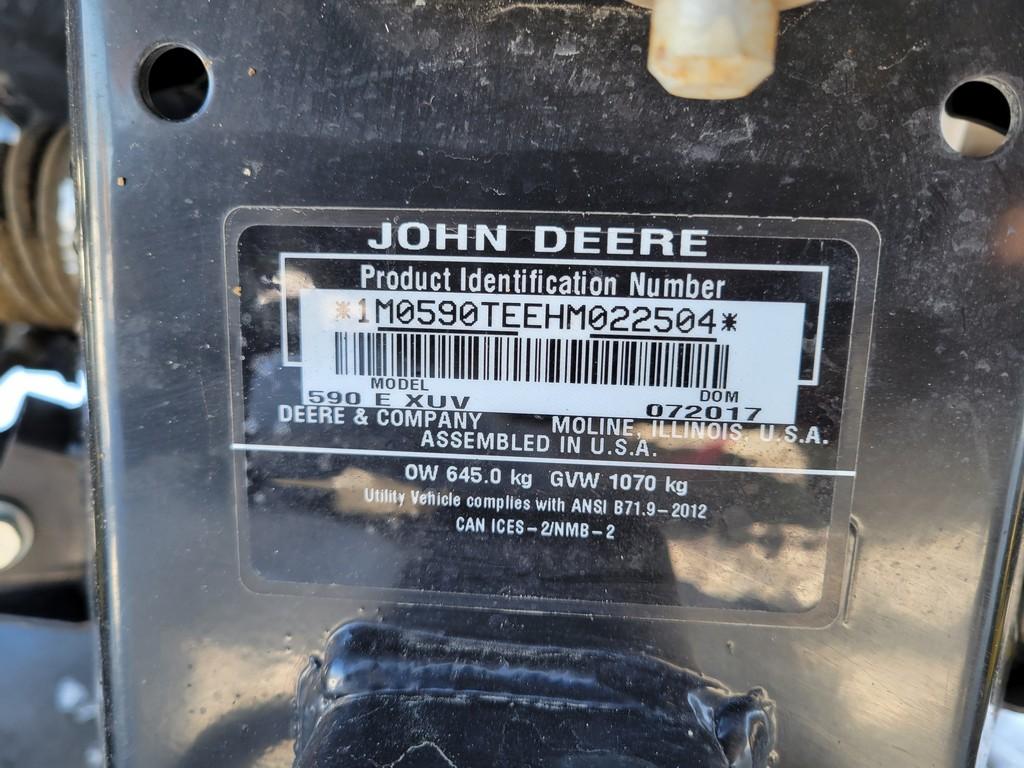 JOHN DEERE
Product Identification Number
*1M0590TEEHM022504*
MODEL DOM
590 E XUV 072017
DEERE & COMPANY MOLINE, ILLINOIS, U.S.A.
ASSEMBLED IN U.S.A.
OW 645.0 kg GVW 1070 kg
Utility Vehicle complies with ANSI B71.9-2012
CAN ICES-2/NMB-2